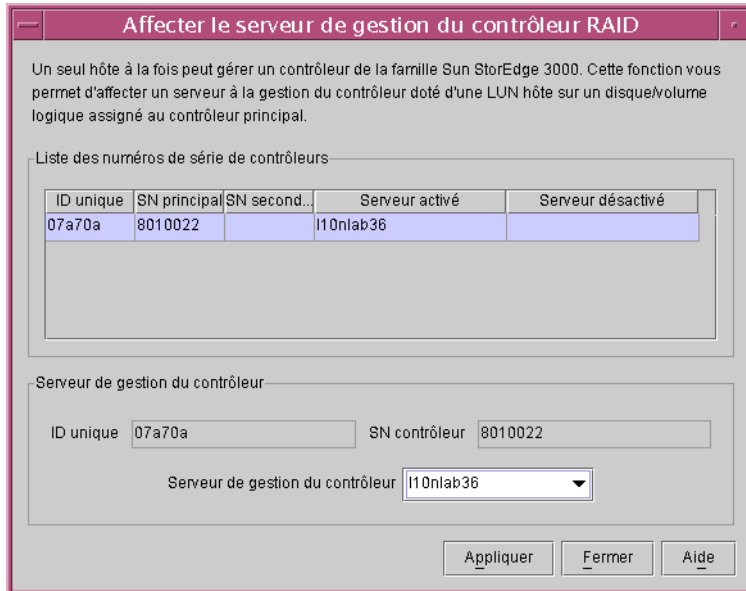 Affecter le serveur de gestion du contrôleur RAID
Un seul hôte à la fois peut gérer un contrôleur de la famille Sun StorEdge 3000. Cette fonction vous
permet d'affecter un serveur à la gestion du contrôleur doté d'une LUN hôte sur un disque/volume
logique assigné au contrôleur principal.
Liste des numéros de série de contrôleurs
ID unique SN principal SN second... Serveur activé Serveur désactivé
07a70a 8010022 l10nlab36
Serveur de gestion du contrôleur
ID unique 07a70a SN contrôleur 8010022
Serveur de gestion du contrôleur l10nlab36
Appliquer Fermer Aide